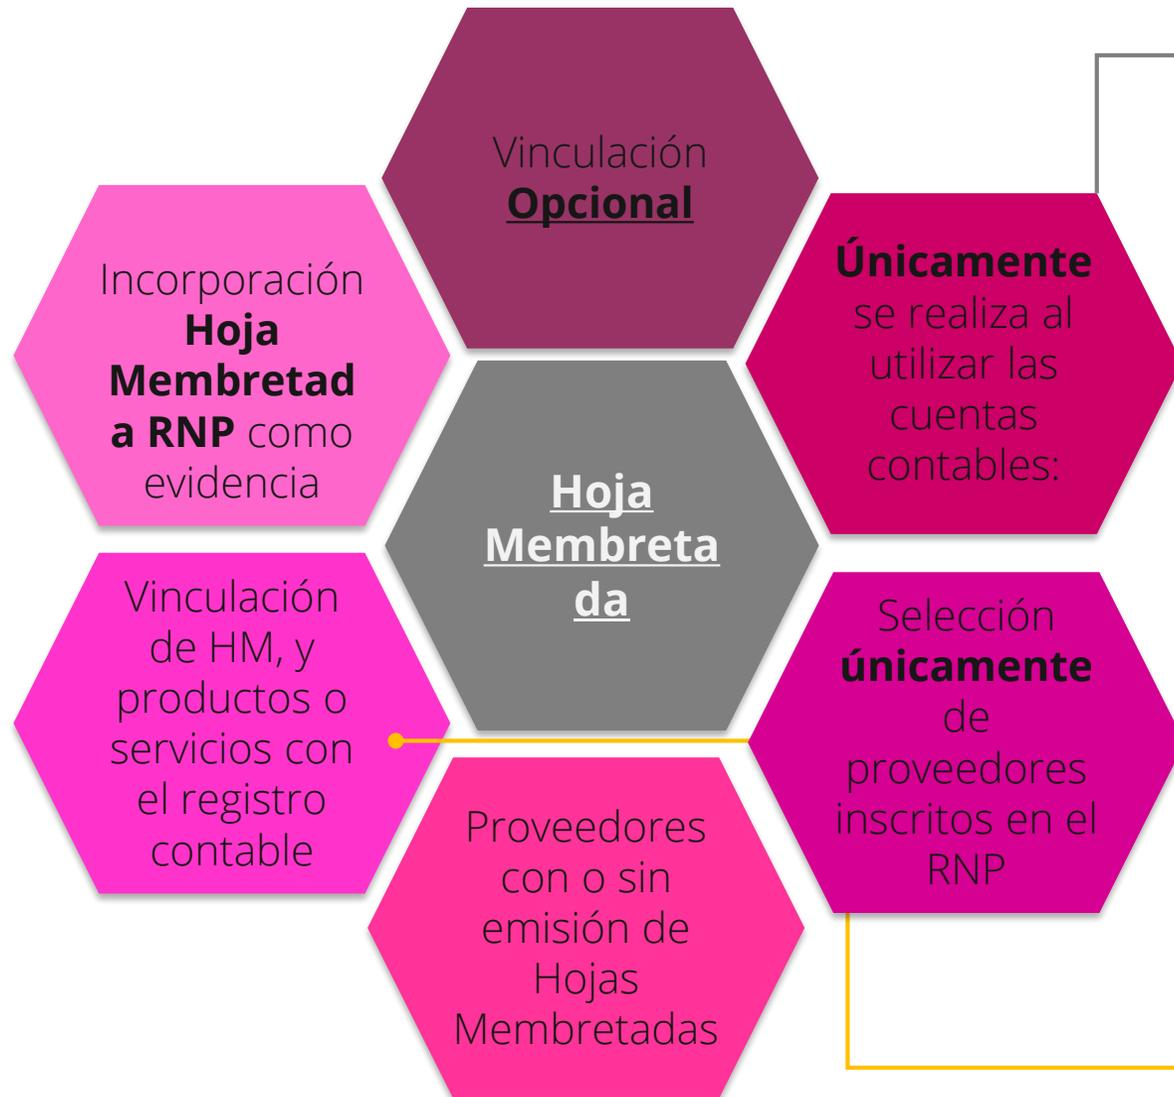 Vinculación
Opcional
Incorporación
Hoja
Membretad
a RNP como
evidencia
Únicamente
se realiza al
utilizar las
cuentas
contables:
Hoja
Membreta
da
Vinculación
de HM, y
productos o
servicios con
el registro
contable
Selección
únicamente
de
proveedores
inscritos en el
RNP
Proveedores
con o sin
emisión de
Hojas
Membretadas